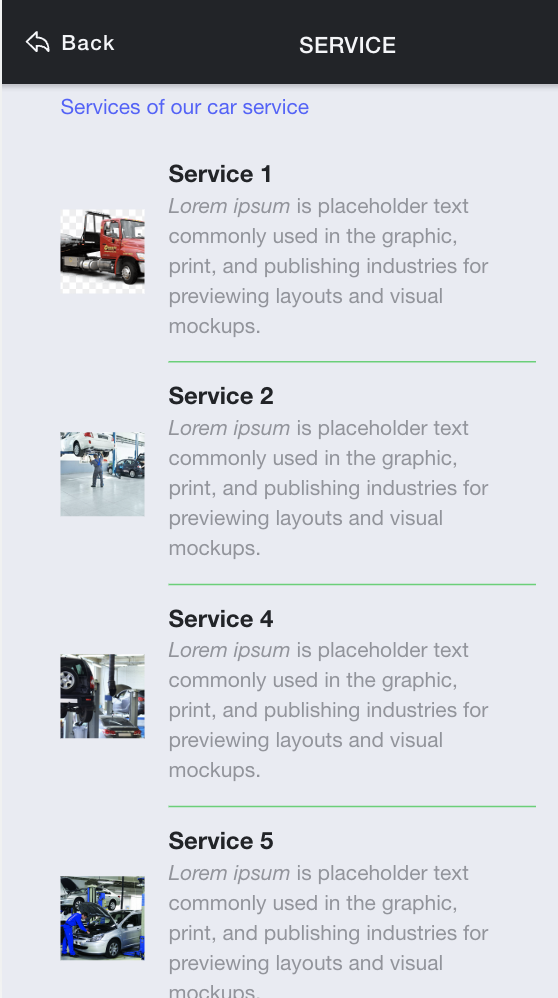 Back
SERVICE
Services of our car service
Service 1
Lorem ipsum is placeholder text
commonly used in the graphic,
print, and publishing industries for
previewing layouts and visual
mockups.
Service 2
Lorem ipsum is placeholder text
commonly used in the graphic,
print, and publishing industries for
previewing layouts and visual
mockups.
Service 4
Lorem ipsum is placeholder text
commonly used in the graphic,
print, and publishing industries for
previewing layouts and visual
mockups.
Service 5
Lorem ipsum is placeholder text
commonly used in the graphic,
print, and publishing industries for
previewing layouts and visual
mockups.